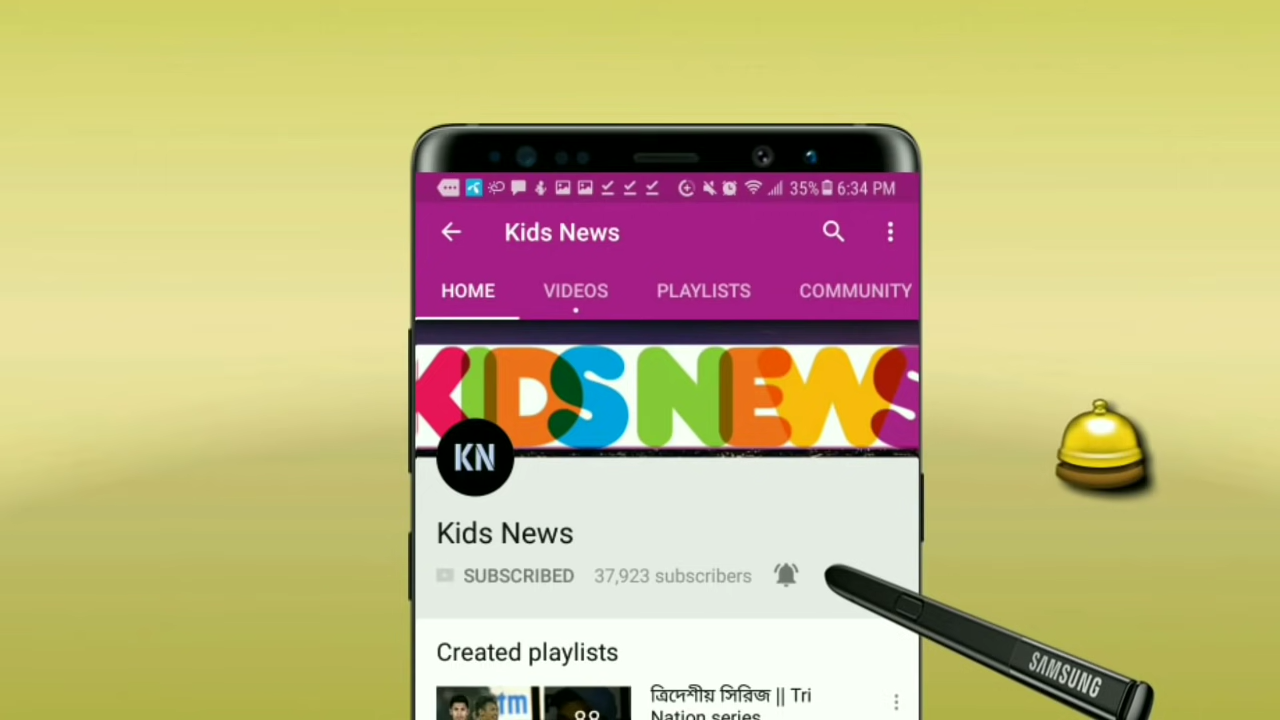 35% 6:34 PM
Kids News
HOME VIDEOS PLAYLISTS COMMUNITY
KIDS NEWS
KN
Kids News
SUBSCRIBED 37,923 subscribers
SAMSUNG
Created playlists
ত্রিদেশীয় সিরিজ || Tri
Nation series